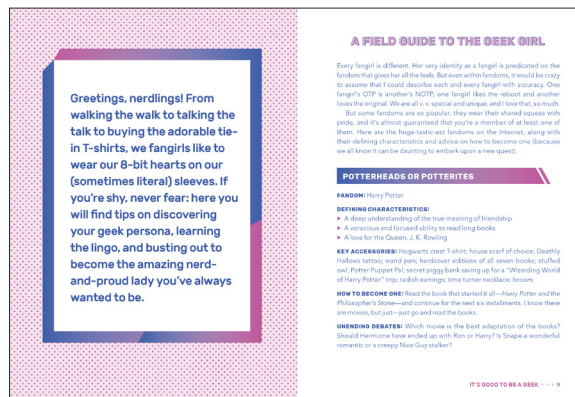 Greetings, nerdlings! From
walking the walk to talking the
talk to buying the adorable tie-
in T-shirts, we fangirls like to
wear our 8-bit hearts on our
(sometimes literal) sleeves. If
you're shy, never fear: here you
will find tips on discovering
your geek persona, learning
the lingo, and busting out to
become the amazing nerd-
and-proud lady you've always
wanted to be.
A FIELD GUIDE TO THE GEEK GIRL
Every fangirl is different. Her very identity as a fangirl is predicated on the
fandom that gives her all the feels. But even within fandoms, it would be crazy
to assume that I could describe each and every fangirl with accuracy. One
fangirl's OTP is another's NOTP; one fangirl likes the reboot and another
loves the original. We are all v. v. special and unique, and I love that, so much.
But some fandoms are so popular, they wear their shared squees with
pride, and it's almost guaranteed that you're a member of at least one of
them. Here are the huge-tastic-est fandoms on the Internet, along with
their defining characteristics and advice on how to become one (because
we all know it can be daunting to embark upon a new quest).
POTTERHEADS OR POTTERITES
FANDOM: Harry Potter
DEFINING CHARACTERISTICS:
▶ A deep understanding of the true meaning of friendship
▶ A voracious and focused ability to read long books
▶ A love for the Queen, J. K. Rowling
KEY ACCESSORIES: Hogwarts crest T-shirt; house scarf of choice; Deathly
Hallows tattoo; wand pen; hardcover editions of all seven books; stuffed
owl; Potter Puppet Pal; secret piggy bank saving up for a "Wizarding World
of Harry Potter" trip; radish earrings; time turner necklace; broom
HOW TO BECOME ONE: Read the book that started it all—Harry Potter and the
Philosopher's Stone—and continue for the next six installments. I know there
are movies, but just—just go and read the books.
UNENDING DEBATES: Which movie is the best adaptation of the books?
Should Hermione have ended up with Ron or Harry? Is Snape a wonderful
romantic or a creepy Nice Guy stalker?
IT'S GOOD TO BE A GEEK 9